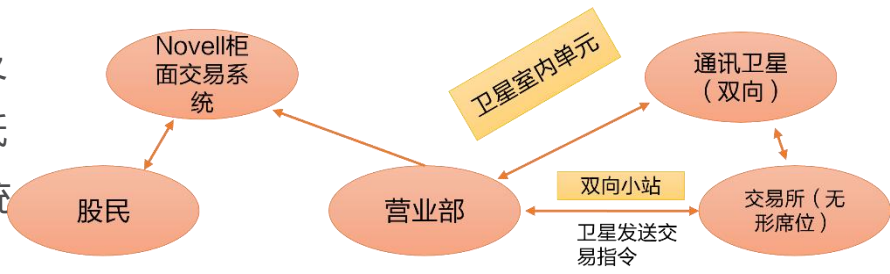 Novell柜
面交易系
统
卫星室内单元
通讯卫星
（双向）
股民
营业部
双向小站
交易所（无
形席位）
卫星发送交
易指令
统